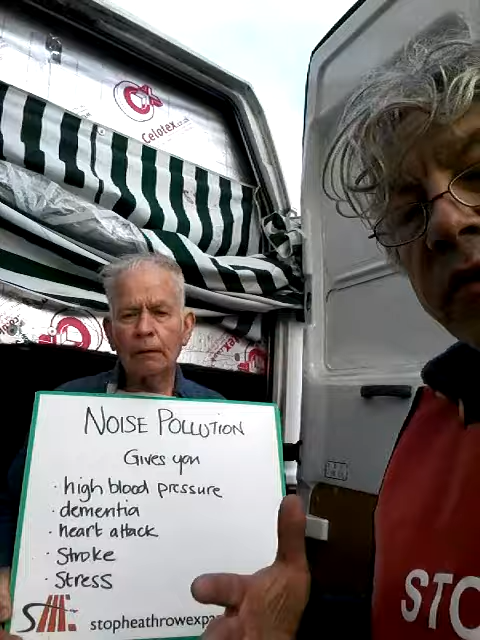 Celotex
NOISE POLLUTION
Gives you
· high blood pressure
· dementia
· heart attack
· Stroke
· Stress
stopheathrowexpa
STO